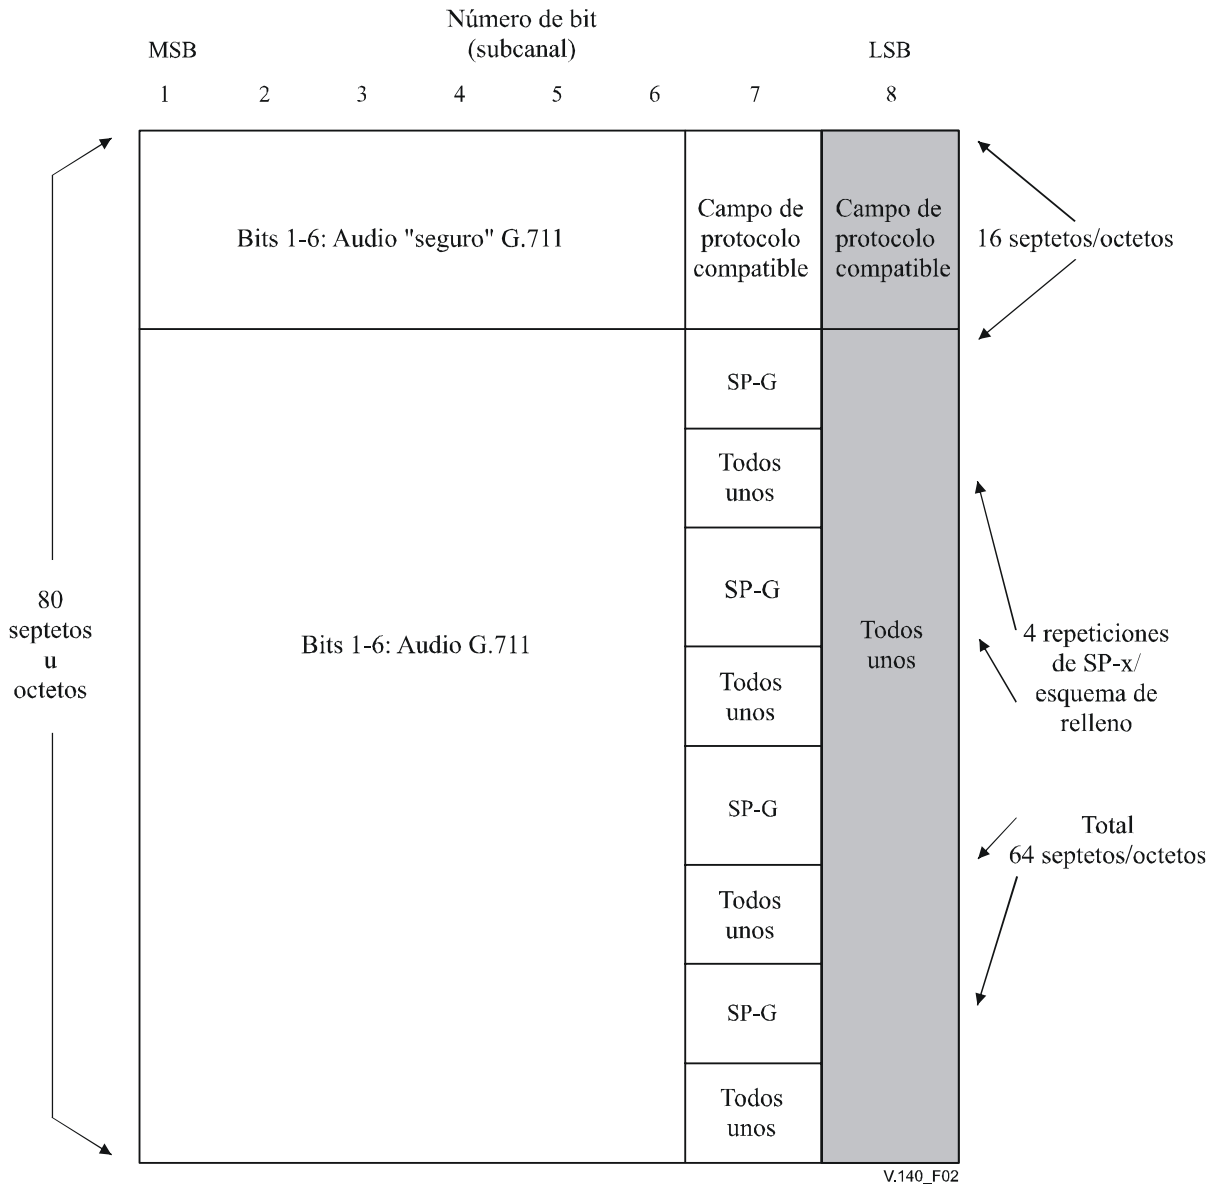 Número de bit
(subcanal)
MSB
LSB
1 2 3 4 5 6 7 8
Bits 1-6: Audio "seguro" G.711
Campo de
protocolo
compatible
Campo de
protocolo
compatible
16 septetos/octetos
SP-G
Todos
unos
SP-G
Todos
unos
SP-G
Todos
unos
SP-G
Todos
unos
80
septetos
u
octetos
Bits 1-6: Audio G.711
Todos
unos
4 repeticiones
de SP-x/
esquema de
relleno
Total
64 septetos/octetos
V.140_F02